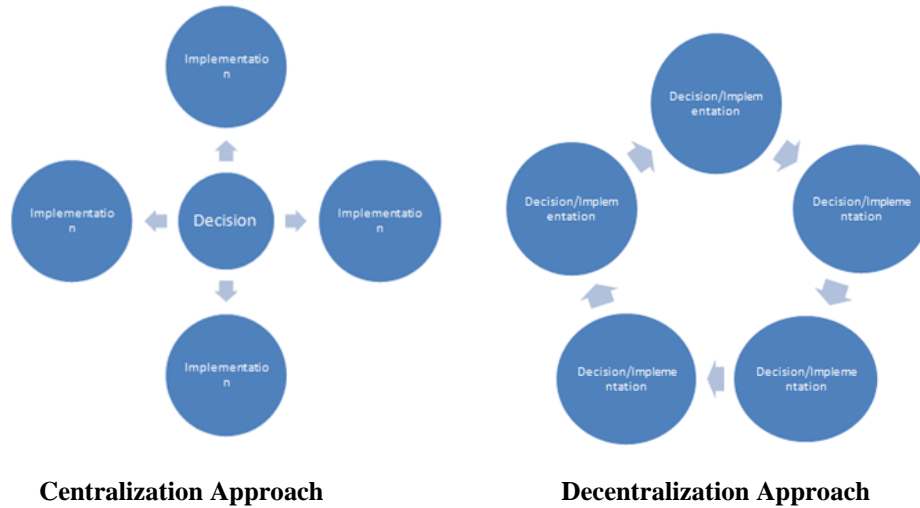 Implementatio
n
Implementatio
n
Decision
Implementatio
n
Implementatio
n
Decision/Implem
entation
Decision/Implem
entation
Decision/Impleme
ntation
Decision/Impleme
ntation
Decision/Impleme
ntation
Centralization Approach
Decentralization Approach